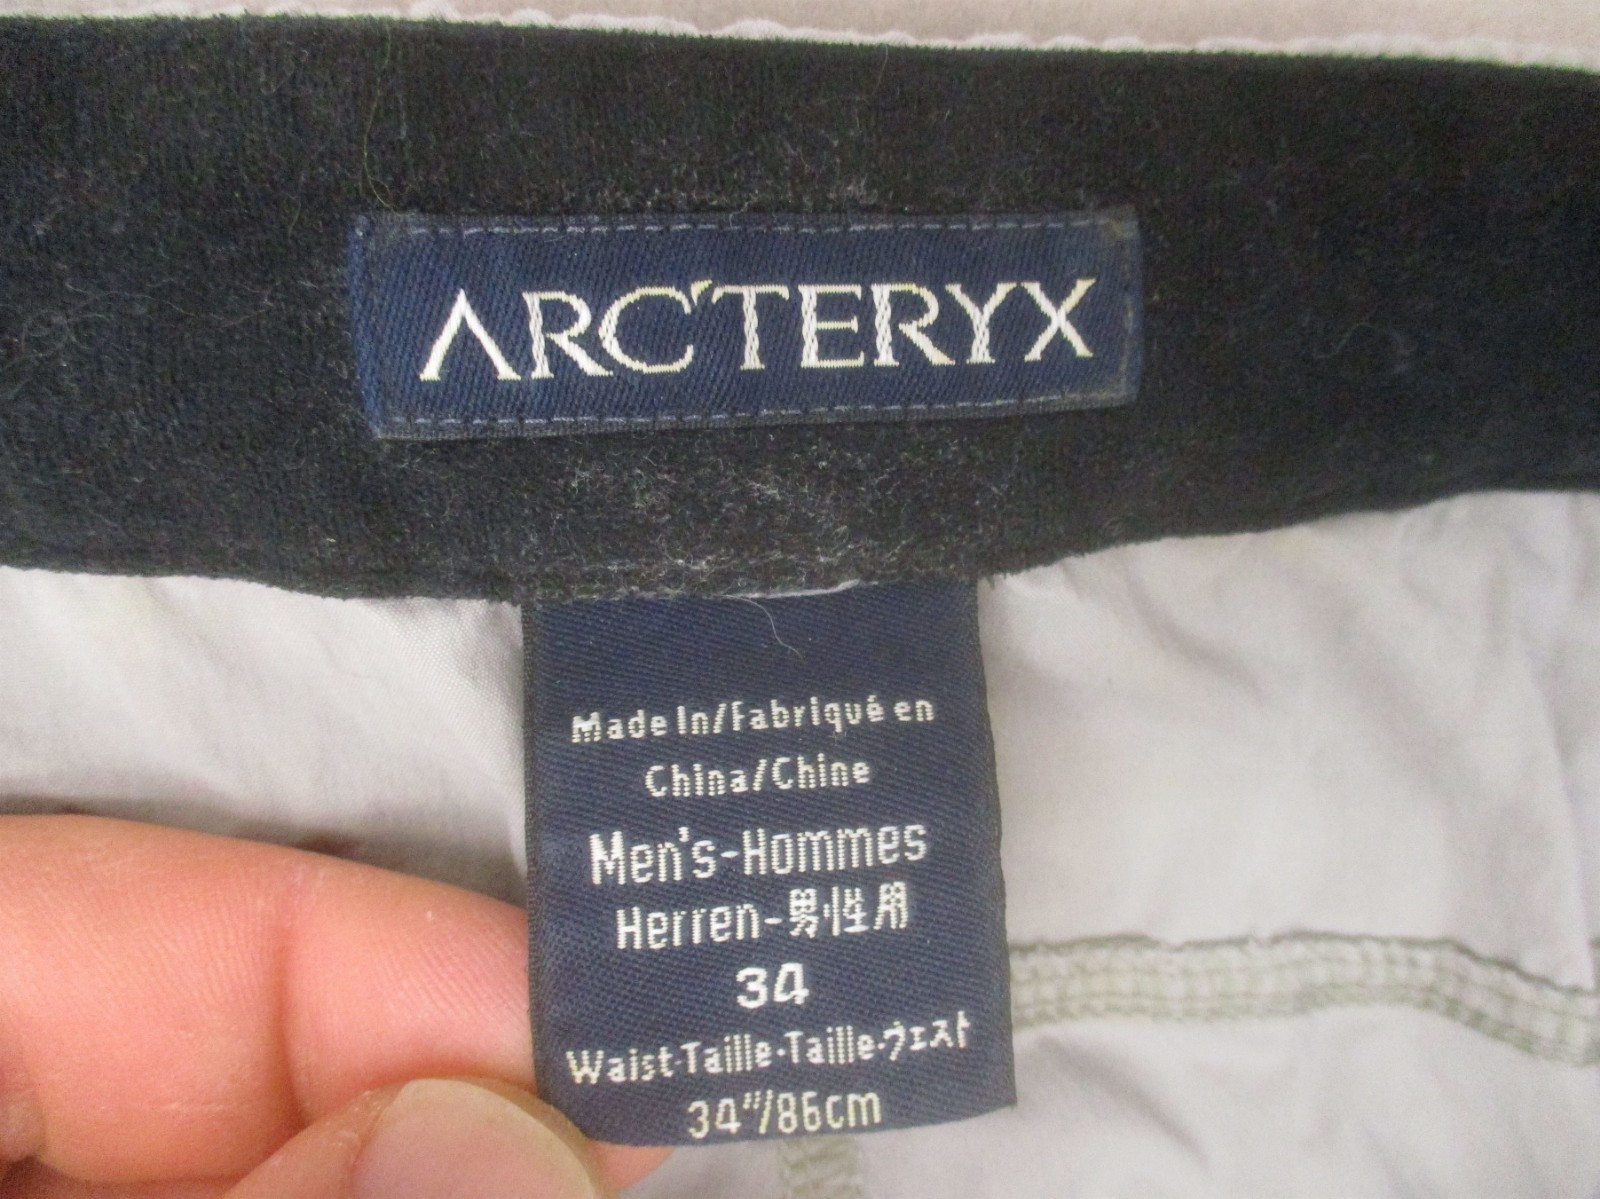 ARC'TERYX
Made In/Fabriqué en
China/Chine
Men's-Hommes
Herren-男性用
34
Waist·Taille·Taille·ウェスト
34"/86cm